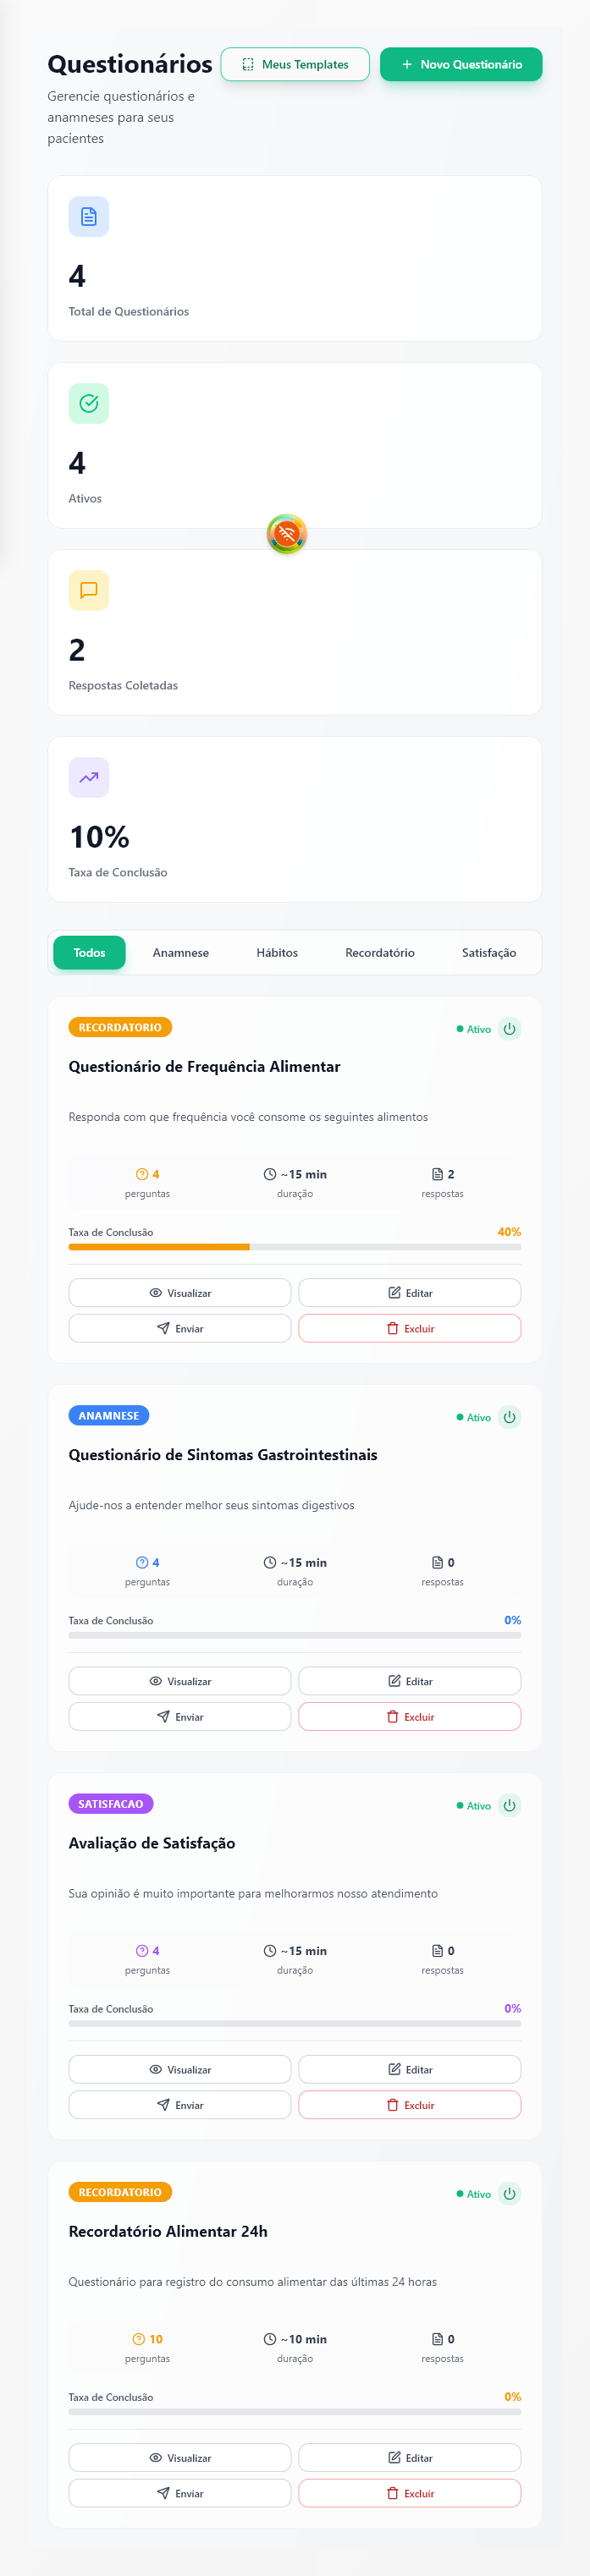 Questionários
Meus Templates
Novo Questionário
Gerencie questionários e
anamneses para seus
pacientes
4
Total de Questionários
4
Ativos
2
Respostas Coletadas
10%
Taxa de Conclusão
Todos Anamnese Hábitos Recordatório Satisfação
RECORDATORIO Ativo
Questionário de Frequência Alimentar
Responda com que frequência você consome os seguintes alimentos
4 ~15 min 2
perguntas duração respostas
Taxa de Conclusão 40%
Visualizar Editar
Enviar Excluir
ANAMNESE Ativo
Questionário de Sintomas Gastrointestinais
Ajude-nos a entender melhor seus sintomas digestivos
4 ~15 min 0
perguntas duração respostas
Taxa de Conclusão 0%
Visualizar Editar
Enviar Excluir
SATISFACAO Ativo
Avaliação de Satisfação
Sua opinião é muito importante para melhorarmos nosso atendimento
4 ~15 min 0
perguntas duração respostas
Taxa de Conclusão 0%
Visualizar Editar
Enviar Excluir
RECORDATORIO Ativo
Recordatório Alimentar 24h
Questionário para registro do consumo alimentar das últimas 24 horas
10 ~10 min 0
perguntas duração respostas
Taxa de Conclusão 0%
Visualizar Editar
Enviar Excluir